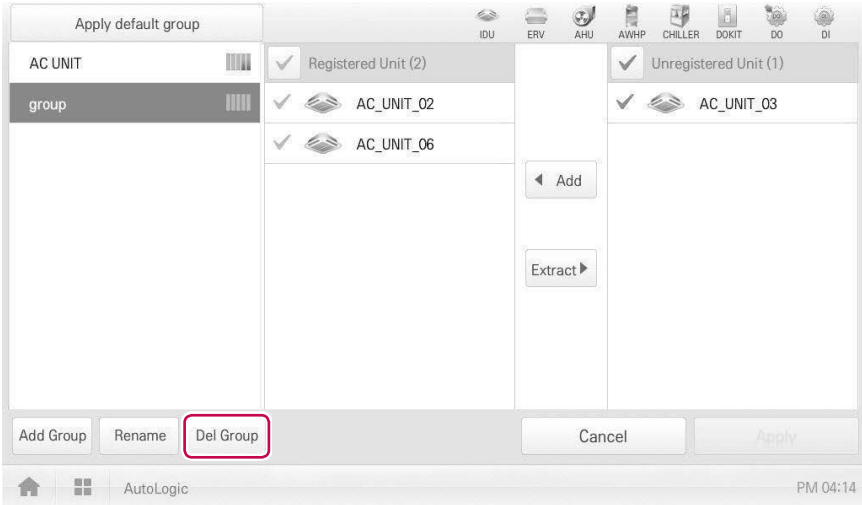 Apply default group
IDU ERV AHU AWHP CHILLER DOKIT DO DI
AC UNIT
group
Registered Unit (2)
AC_UNIT_02
AC_UNIT_06
Add
Extract
Unregistered Unit (1)
AC_UNIT_03
Add Group Rename Del Group Cancel Apply
AutoLogic PM 04:14